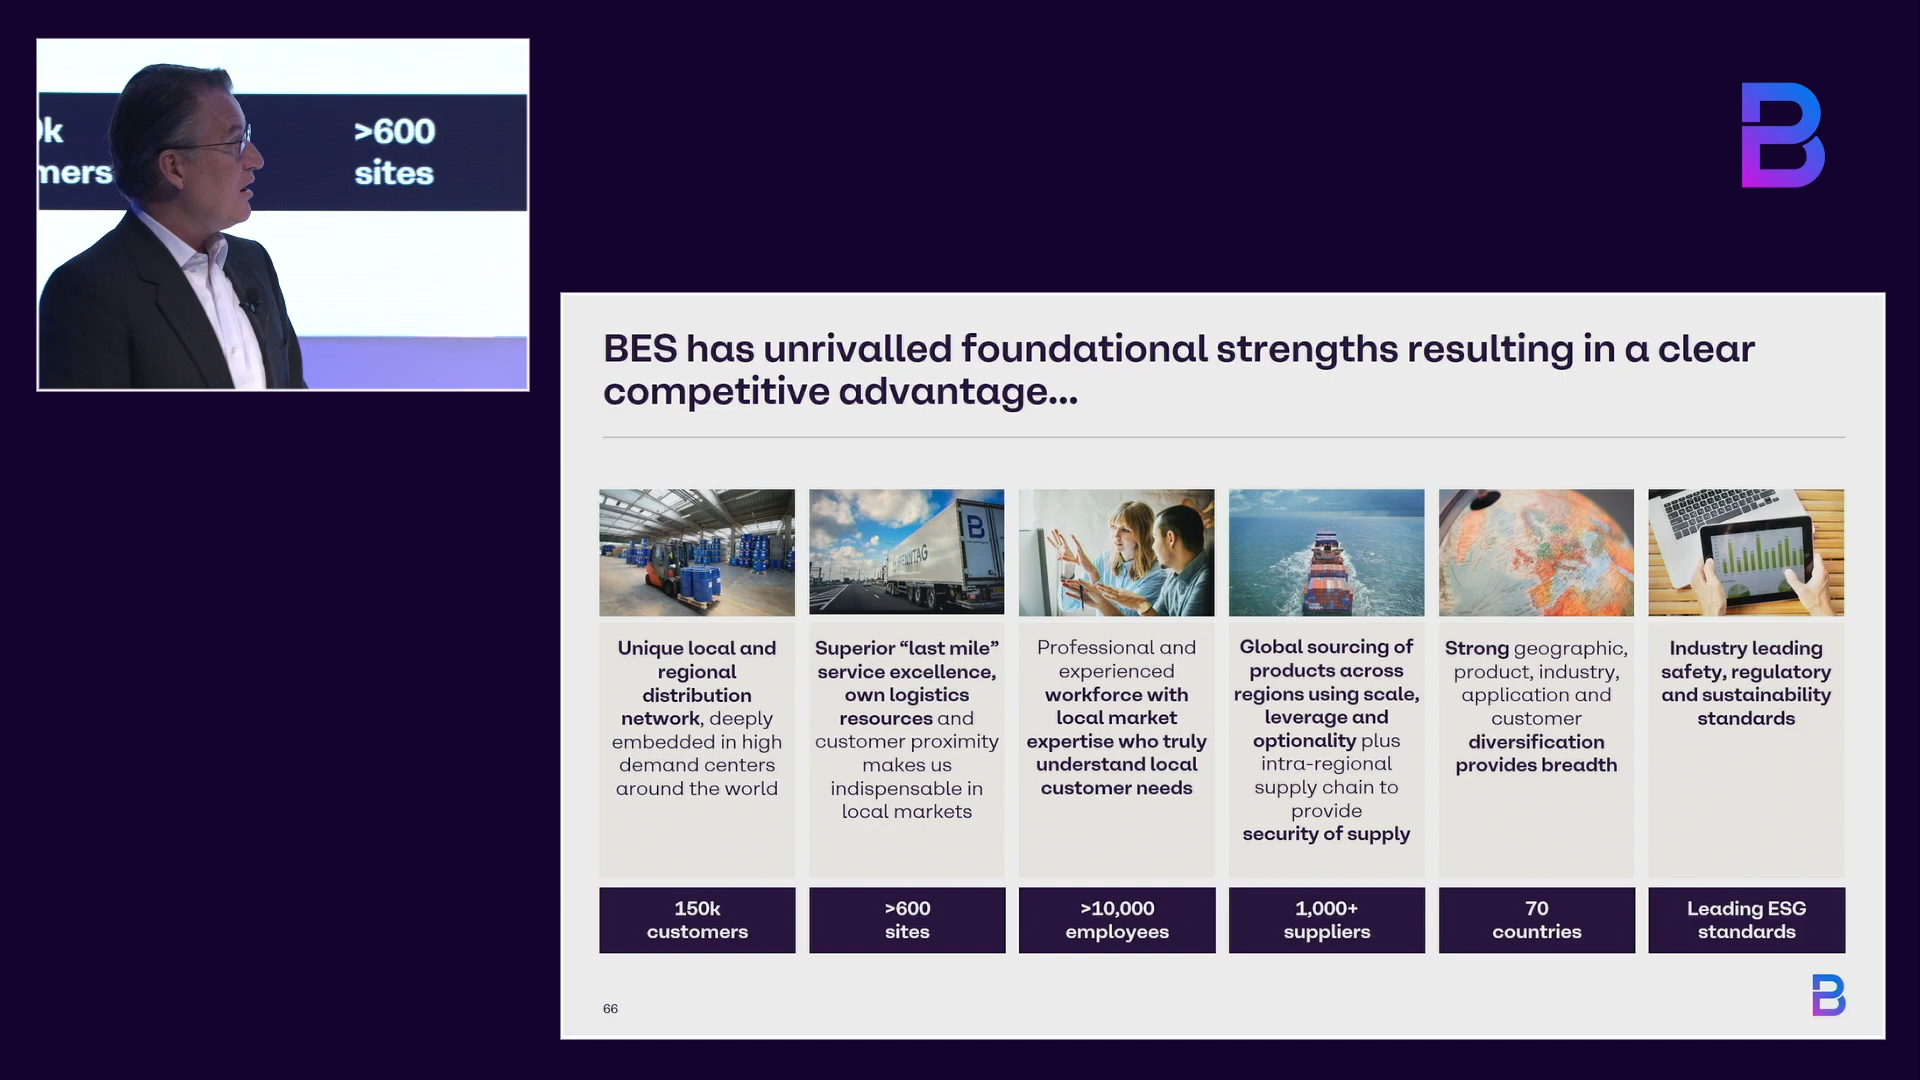 k
mers
>600
sites
BES has unrivalled foundational strengths resulting in a clear
competitive advantage...
BRENNTAG
Unique local and
regional
distribution
network, deeply
embedded in high
demand centers
around the world
150k
customers
Superior “last mile”
service excellence,
own logistics
resources and
customer proximity
makes us
indispensable in
local markets
>600
sites
Professional and
experienced
workforce with
local market
expertise who truly
understand local
customer needs
>10,000
employees
Global sourcing of
products across
regions using scale,
leverage and
optionality plus
intra-regional
supply chain to
provide
security of supply
1,000+
suppliers
Strong geographic,
product, industry,
application and
customer
diversification
provides breadth
70
countries
Industry leading
safety, regulatory
and sustainability
standards
Leading ESG
standards
66